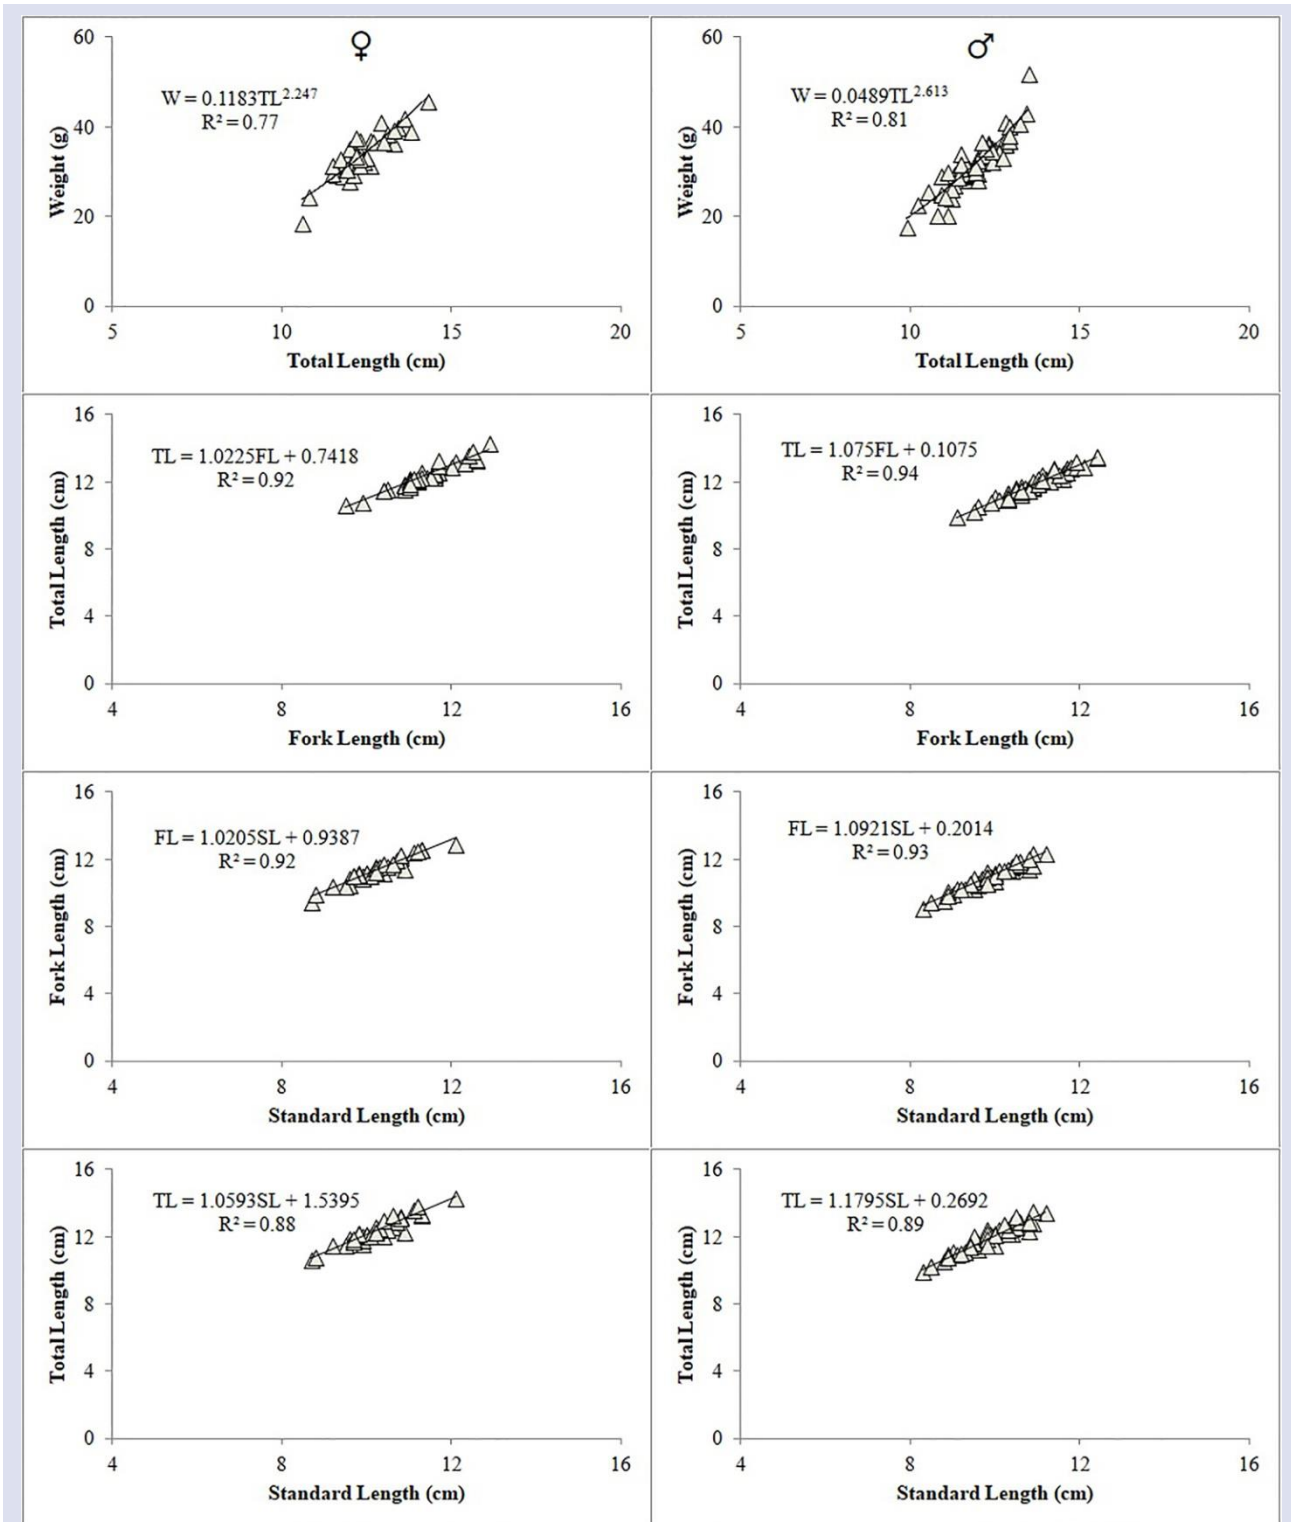 ♀
W = 0.1183TL^2.247
R² = 0.77
60
40
20
0
Weight (g)
5 10 15 20
Total Length (cm)
♂
W = 0.0489TL^2.613
R² = 0.81
60
40
20
0
Weight (g)
5 10 15 20
Total Length (cm)
TL = 1.0225FL + 0.7418
R² = 0.92
16
12
8
4
0
Total Length (cm)
4 8 12 16
Fork Length (cm)
TL = 1.075FL + 0.1075
R² = 0.94
16
12
8
4
0
Total Length (cm)
4 8 12 16
Fork Length (cm)
FL = 1.0205SL + 0.9387
R² = 0.92
16
12
8
4
0
Fork Length (cm)
4 8 12 16
Standard Length (cm)
FL = 1.0921SL + 0.2014
R² = 0.93
16
12
8
4
0
Fork Length (cm)
4 8 12 16
Standard Length (cm)
TL = 1.0593SL + 1.5395
R² = 0.88
16
12
8
4
0
Total Length (cm)
4 8 12 16
Standard Length (cm)
TL = 1.1795SL + 0.2692
R² = 0.89
16
12
8
4
0
Total Length (cm)
4 8 12 16
Standard Length (cm)